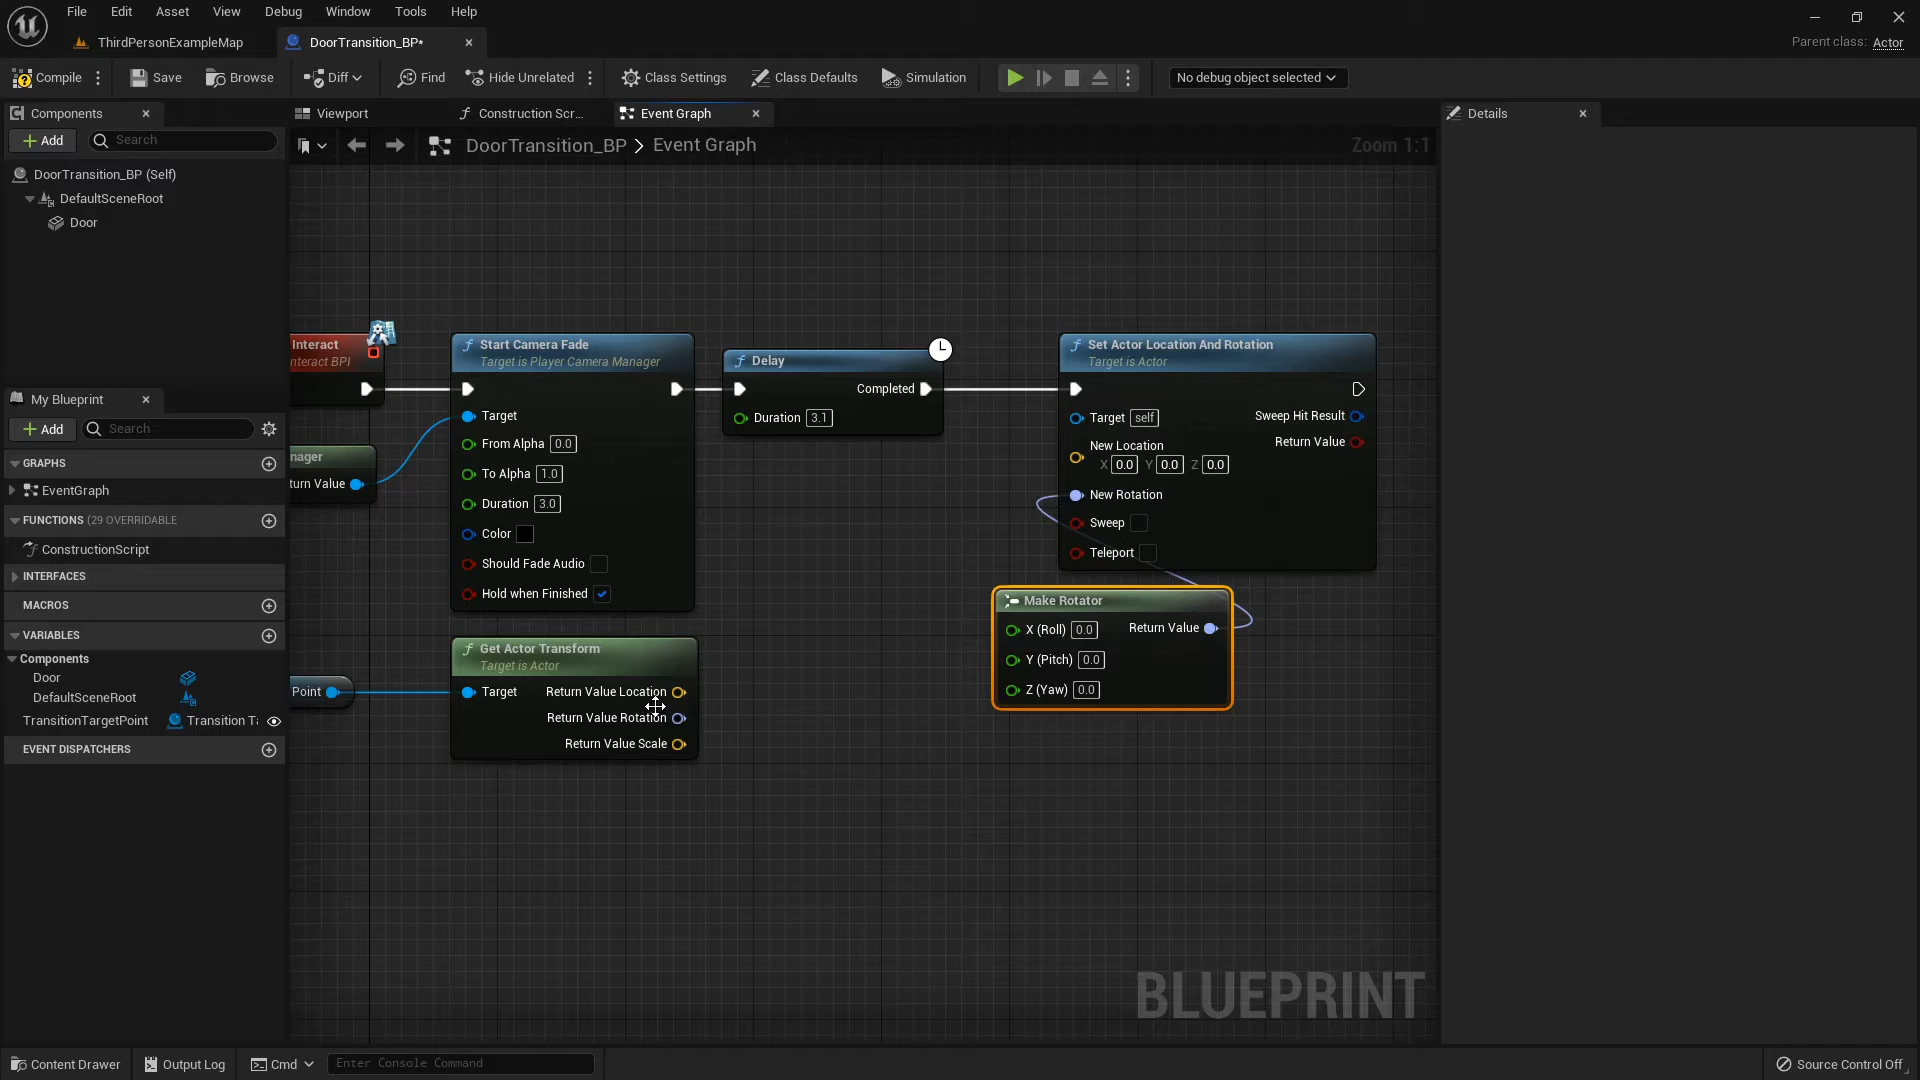 File Edit Asset View Debug Window Tools Help
ThirdPersonExampleMap
DoorTransition_BP*
Parent class: Actor
Compile
Save
Browse
Diff
Find
Hide Unrelated
Class Settings
Class Defaults
Simulation
No debug object selected
Components
Add
Search
DoorTransition_BP (Self)
DefaultSceneRoot
Door
My Blueprint
Add
Search
GRAPHS
EventGraph
FUNCTIONS (29 OVERRIDABLE
ConstructionScript
INTERFACES
MACROS
VARIABLES
Components
Door
DefaultSceneRoot
TransitionTargetPoint Transition Ta
EVENT DISPATCHERS
Viewport
Construction Scr...
Event Graph
DoorTransition_BP > Event Graph
Zoom 1:1
Interact
nteract BPI
nager
turn Value
Point
Start Camera Fade
Target is Player Camera Manager
Target
From Alpha 0.0
To Alpha 1.0
Duration 3.0
Color
Should Fade Audio
Hold when Finished
Get Actor Transform
Target is Actor
Target Return Value Location
Return Value Rotation
Return Value Scale
Delay
Completed
Duration 3.1
Set Actor Location And Rotation
Target is Actor
Target self Sweep Hit Result
New Location Return Value
X 0.0 Y 0.0 Z 0.0
New Rotation
Sweep
Teleport
Make Rotator
X (Roll) 0.0 Return Value
Y (Pitch) 0.0
Z (Yaw) 0.0
BLUEPRINT
Details
Content Drawer
Output Log
Cmd
Enter Console Command
Source Control Off